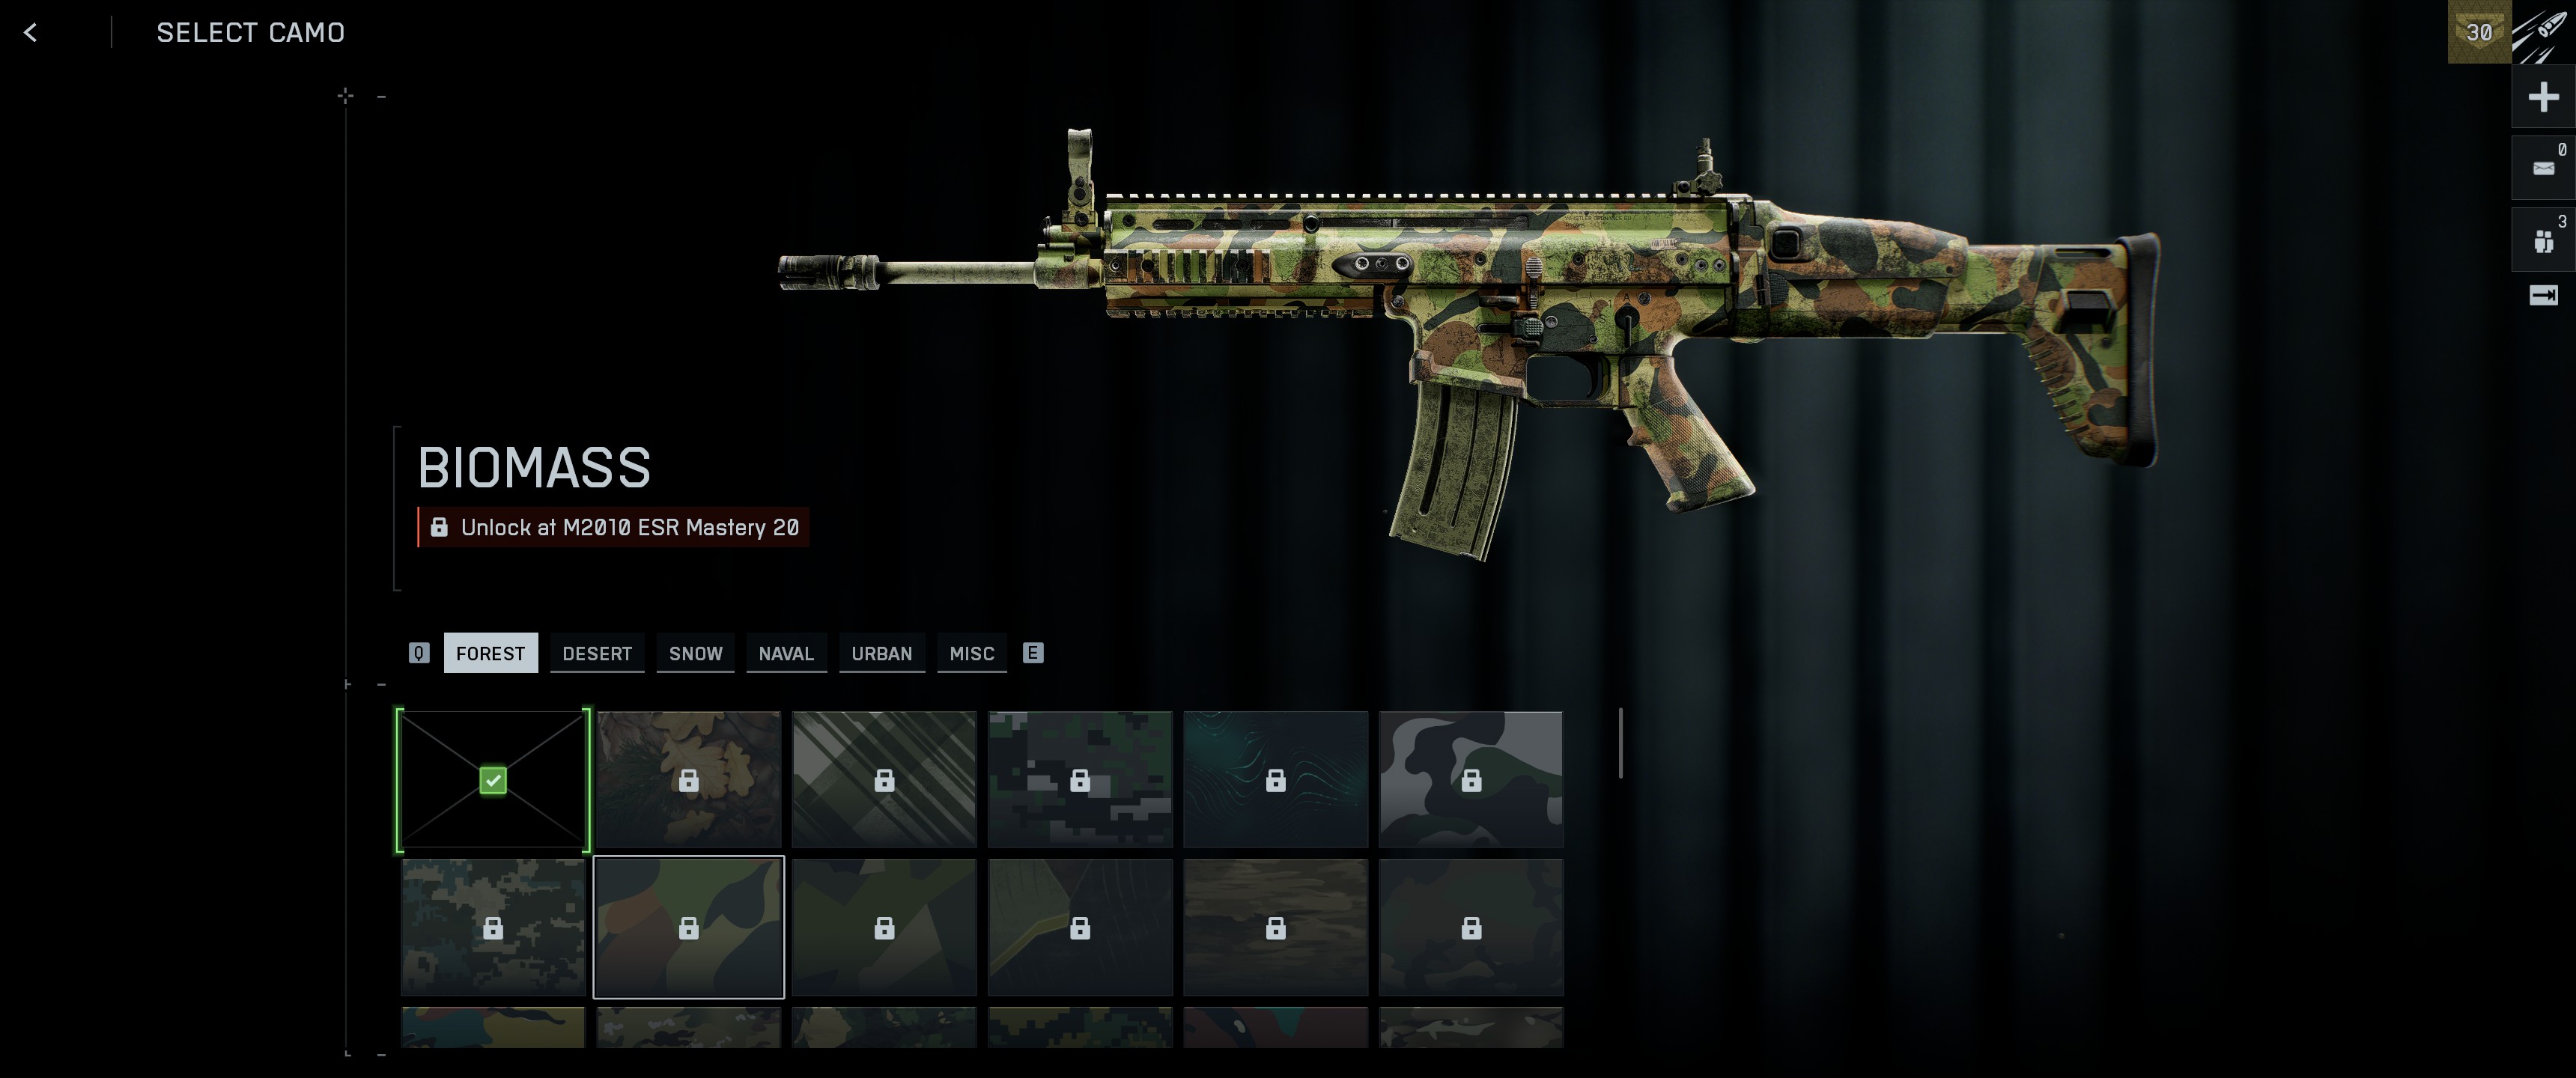 SELECT CAMO
30
0
3
BIOMASS
Unlock at M2010 ESR Mastery 20
Q FOREST DESERT SNOW NAVAL URBAN MISC E
A